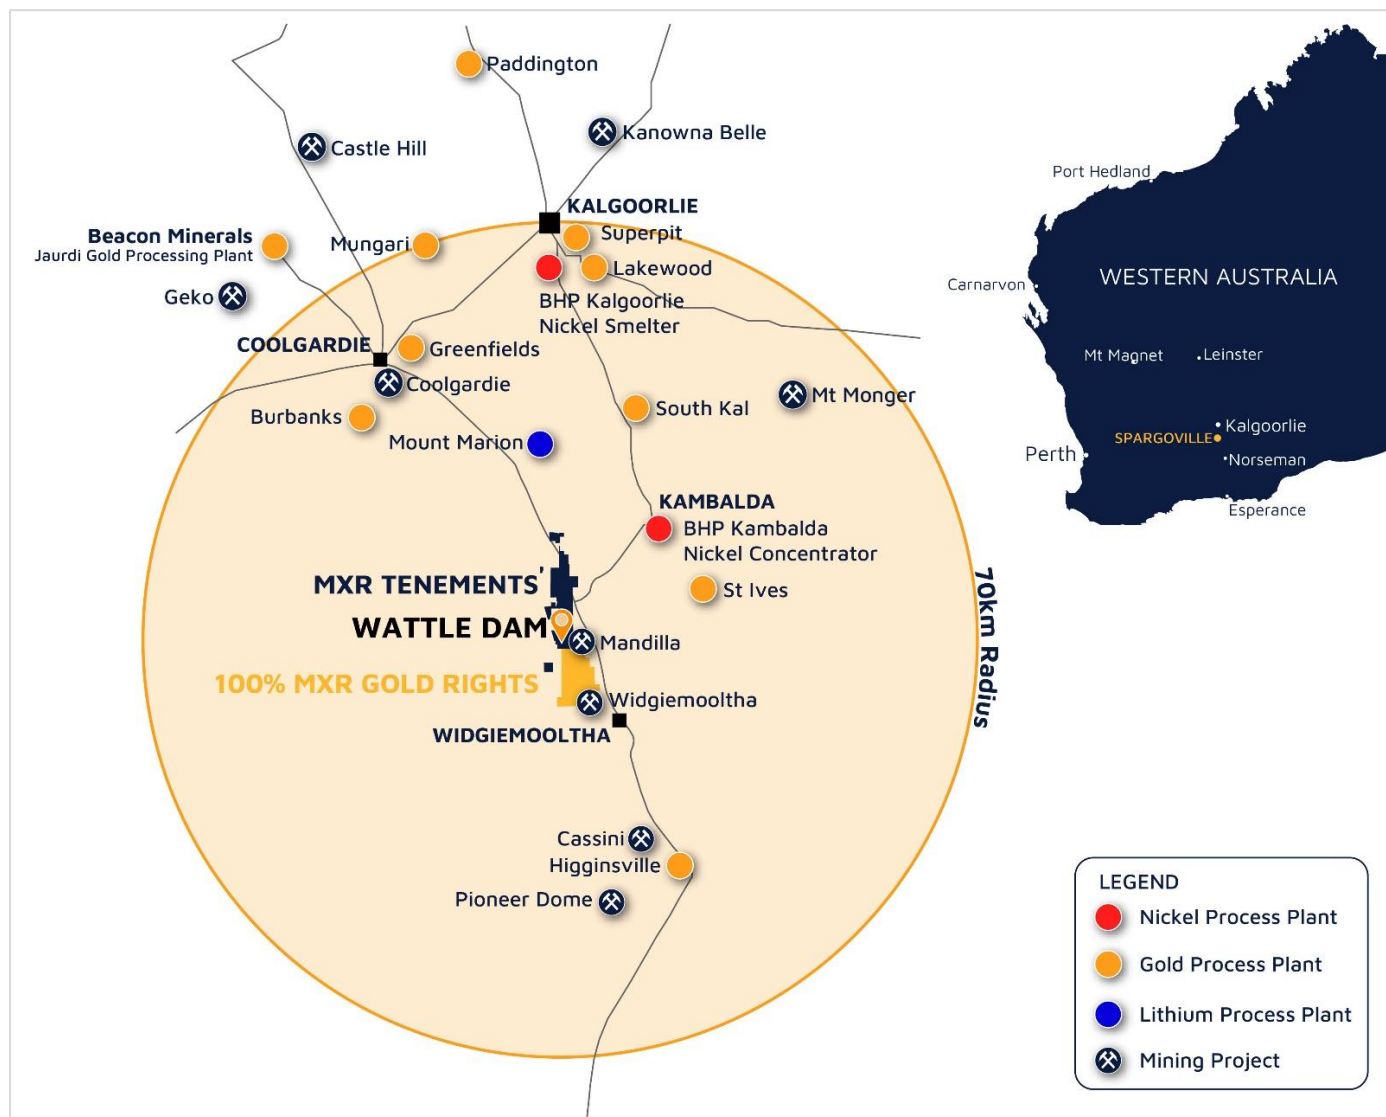 Paddington
Kanowna Belle
Castle Hill
KALGOORLIE
Superpit
Beacon Minerals
Jaurdi Gold Processing Plant
Mungari
Lakewood
Geko
BHP Kalgoorlie
Nickel Smelter
COOLGARDIE
Greenfields
Coolgardie
Mt Monger
Burbanks
South Kal
Mount Marion
KAMBALDA
BHP Kambalda
Nickel Concentrator
MXR TENEMENTS
St Ives
WATTLE DAM
Mandilla
100% MXR GOLD RIGHTS
Widgiemooltha
WIDGIEMOOLTHA
70km Radius
Cassini
Higginsville
Pioneer Dome
Port Hedland
WESTERN AUSTRALIA
Carnarvon
Mt Magnet
Leinster
Kalgoorlie
SPARGOVILLE
Perth
Norseman
Esperance
LEGEND
Nickel Process Plant
Gold Process Plant
Lithium Process Plant
Mining Project